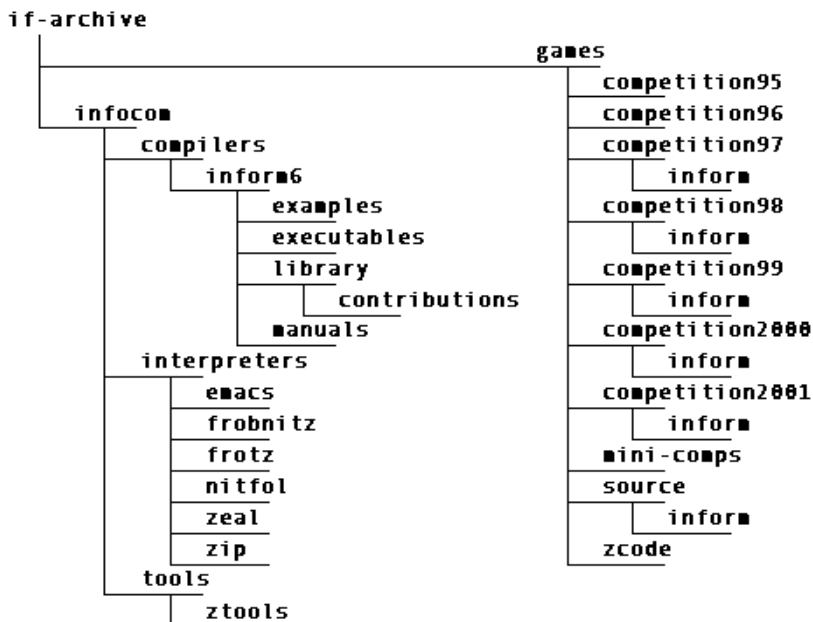 if-archive
games
competition95
infocom
competition96
compilers
competition97
inform6
inform
examples
competition98
executables
inform
library
competition99
contributions
inform
manuals
competition2000
interpreters
inform
emacs
competition2001
frobnitz
inform
frotz
mini-comps
nitfol
source
zeal
inform
zip
zcode
tools
ztools